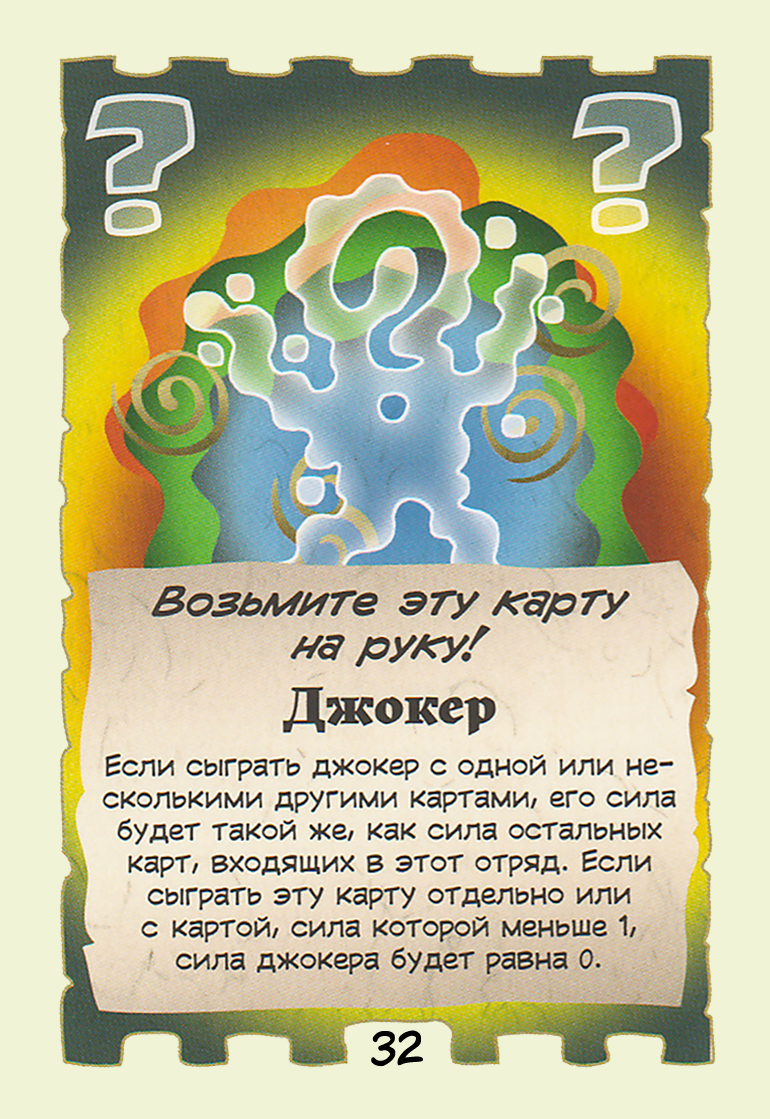 ? ?
?
Возьмите эту карту
на руку!
Джокер
Если сыграть джокер с одной или не-
сколькими другими картами, его сила
будет такой же, как сила остальных
карт, входящих в этот отряд. Если
сыграть эту карту отдельно или
с картой, сила которой меньше 1,
сила джокера будет равна 0.
32